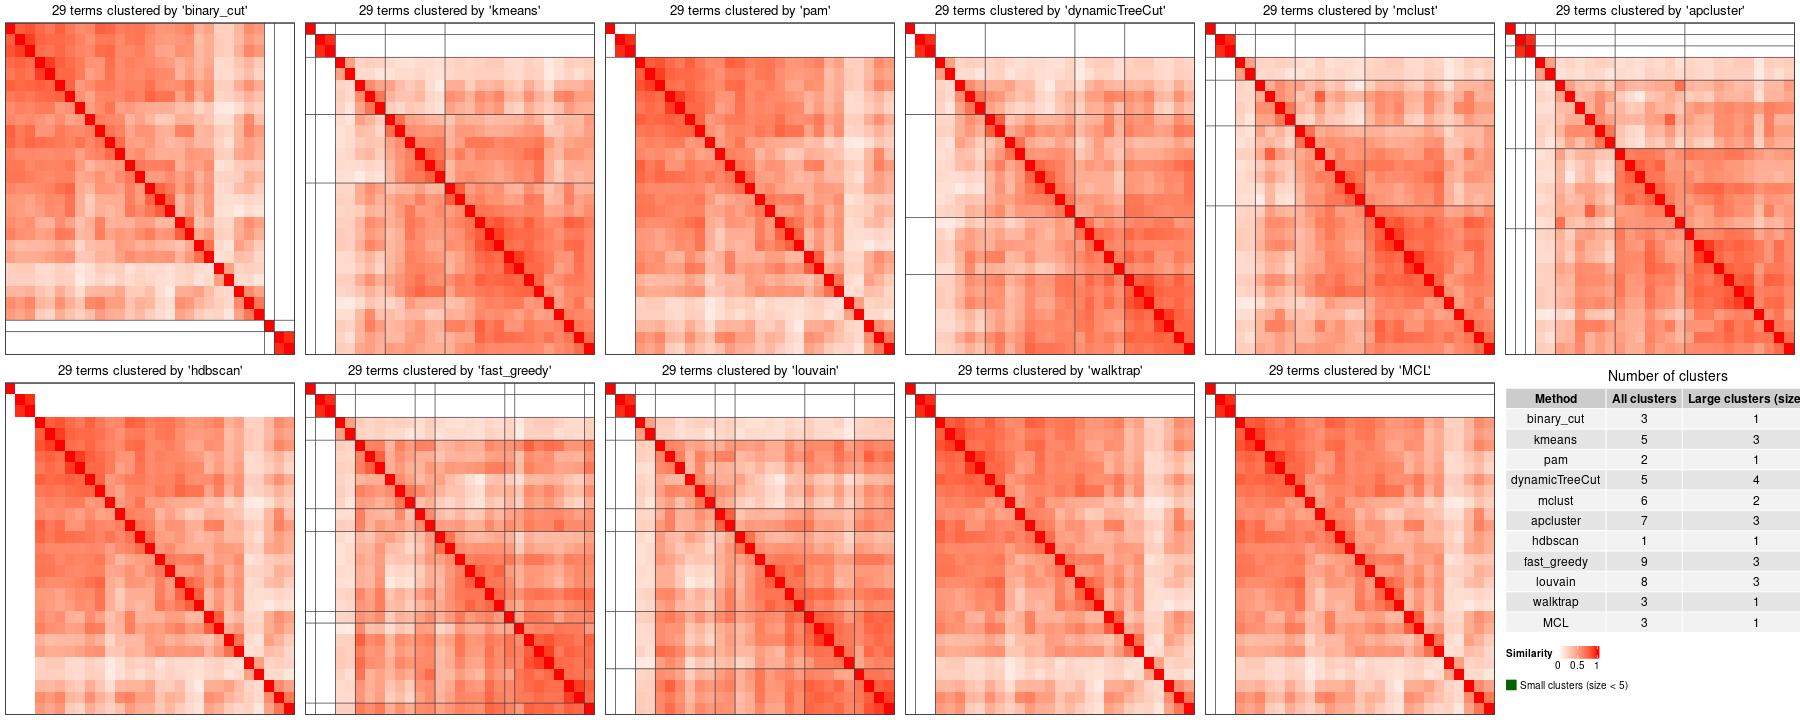 29 terms clustered by 'binary_cut'
29 terms clustered by 'kmeans'
29 terms clustered by 'pam'
29 terms clustered by 'dynamicTreeCut'
29 terms clustered by 'mclust'
29 terms clustered by 'apcluster'
29 terms clustered by 'hdbscan'
29 terms clustered by 'fast_greedy'
29 terms clustered by 'louvain'
29 terms clustered by 'walktrap'
29 terms clustered by 'MCL'
Number of clusters
Method All clusters Large clusters (size
binary_cut 3 1
kmeans 5 3
pam 2 1
dynamicTreeCut 5 4
mclust 6 2
apcluster 7 3
hdbscan 1 1
fast_greedy 9 3
louvain 8 3
walktrap 3 1
MCL 3 1
Similarity
0 0.5 1
Small clusters (size < 5)